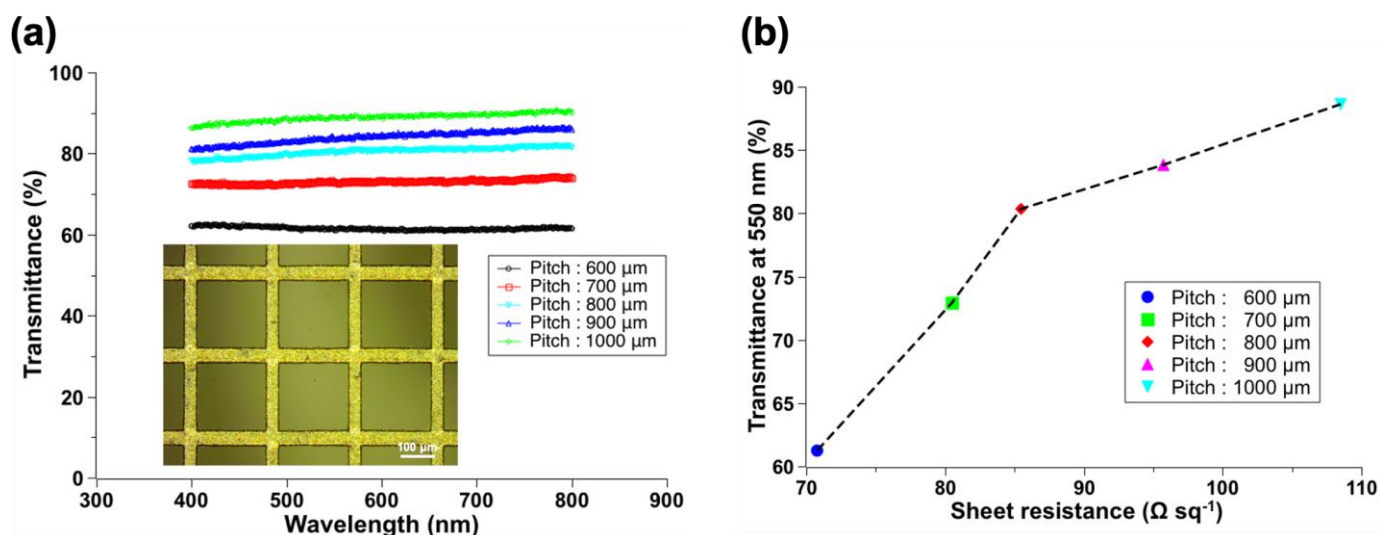 (a)
100
80
60
40
20
0
Transmittance (%)
300 400 500 600 700 800 900
Wavelength (nm)
100 µm
Pitch : 600 µm
Pitch : 700 µm
Pitch : 800 µm
Pitch : 900 µm
Pitch : 1000 µm
(b)
90
85
80
75
70
65
60
Transmittance at 550 nm (%)
70 80 90 100 110
Sheet resistance (Ω sq⁻¹)
Pitch : 600 µm
Pitch : 700 µm
Pitch : 800 µm
Pitch : 900 µm
Pitch : 1000 µm